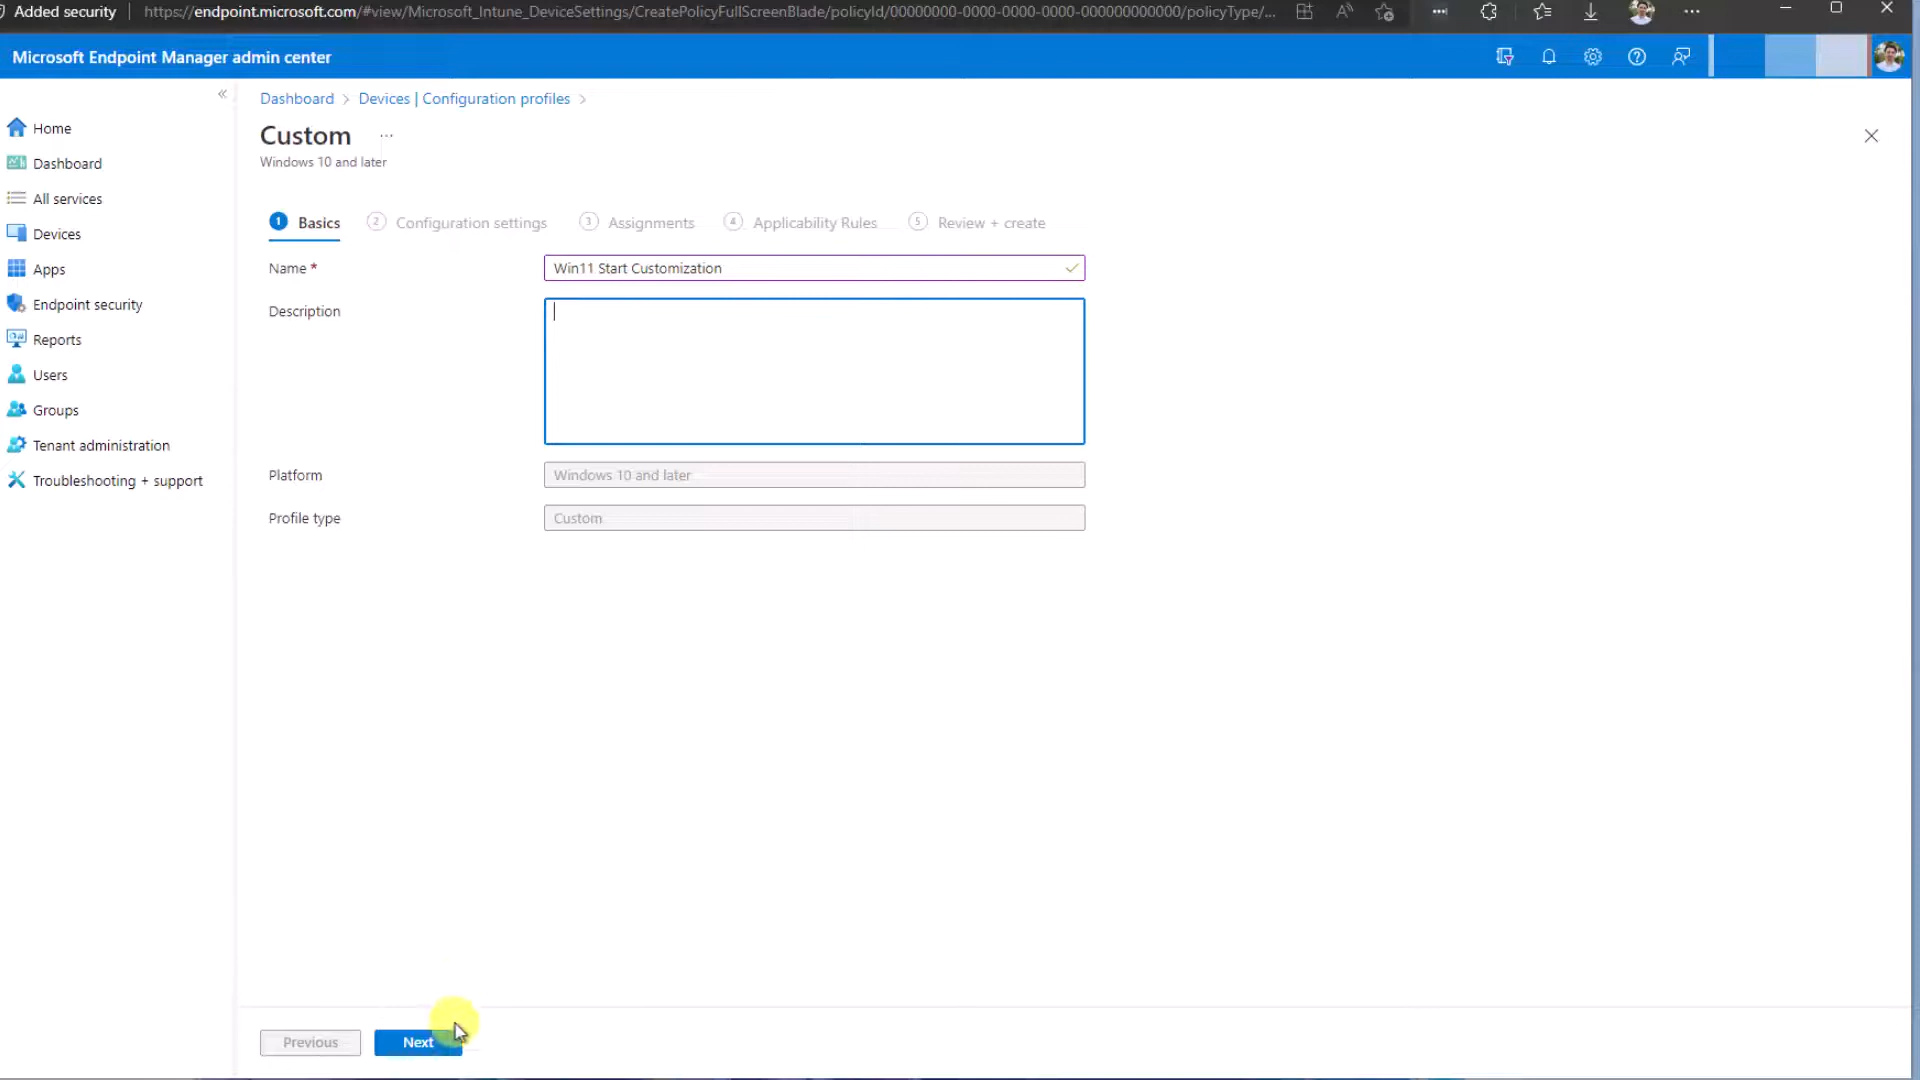 Added security
https://endpoint.microsoft.com/#view/Microsoft_Intune_DeviceSettings/CreatePolicyFullScreenBlade/policyId/00000000-0000-0000-0000-000000000000/policyType/...
Microsoft Endpoint Manager admin center
Dashboard > Devices | Configuration profiles >
Custom ...
Windows 10 and later
Home
Dashboard
All services
Devices
Apps
Endpoint security
Reports
Users
Groups
Tenant administration
Troubleshooting + support
1 Basics 2 Configuration settings 3 Assignments 4 Applicability Rules 5 Review + create
Name * Win11 Start Customization
Description
Platform Windows 10 and later
Profile type Custom
Previous Next